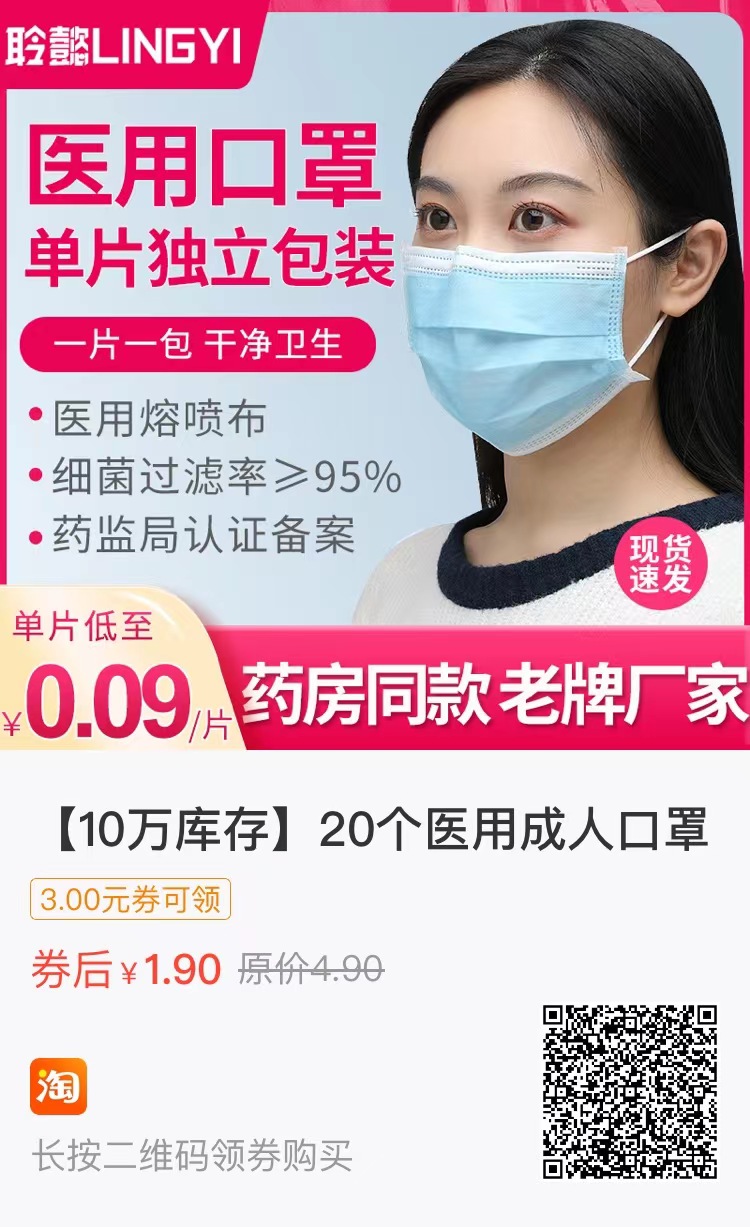 聆懿LINGYI
医用口罩
单片独立包装
一片一包 干净卫生
•医用熔喷布
•细菌过滤率≥95%
•药监局认证备案
现货
速发
单片低至
¥0.09/片
药房同款 老牌厂家
【10万库存】20个医用成人口罩
3.00元券可领
券后¥1.90 原价4.90
淘
长按二维码领券购买